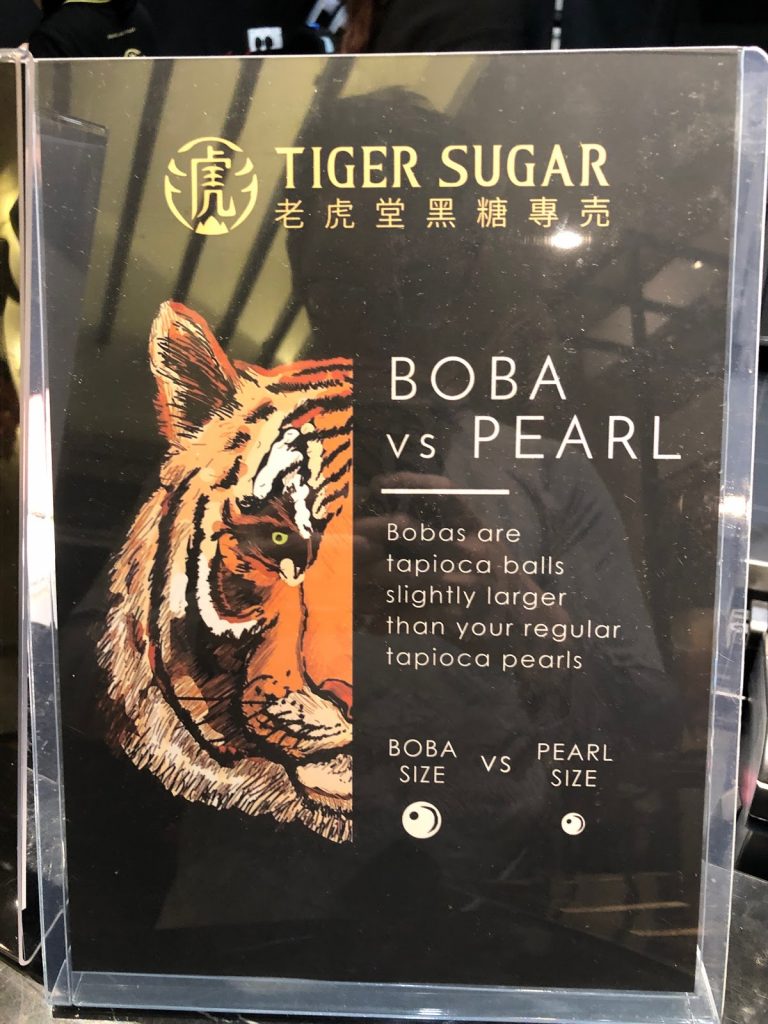 虎
TIGER SUGAR
老虎堂黑糖專売
BOBA
vs PEARL
Bobas are
tapioca balls
slightly larger
than your regular
tapioca pearls
BOBA SIZE vs PEARL SIZE